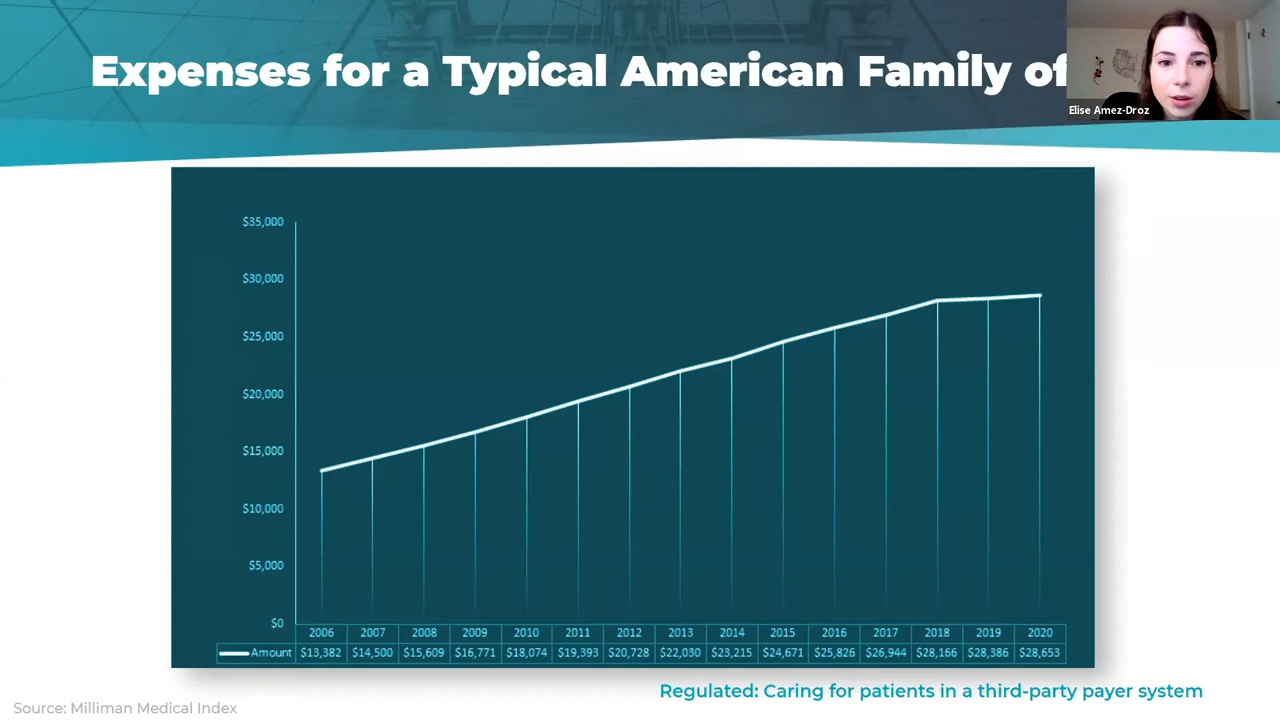 Expenses for a Typical American Family of
Elise Amez-Droz
$35,000
$30,000
$25,000
$20,000
$15,000
$10,000
$5,000
$0
2006 2007 2008 2009 2010 2011 2012 2013 2014 2015 2016 2017 2018 2019 2020
Amount $13,382 $14,500 $15,609 $16,771 $18,074 $19,393 $20,728 $22,030 $23,215 $24,671 $25,826 $26,944 $28,166 $28,386 $28,653
Regulated: Caring for patients in a third-party payer system
Source: Milliman Medical Index